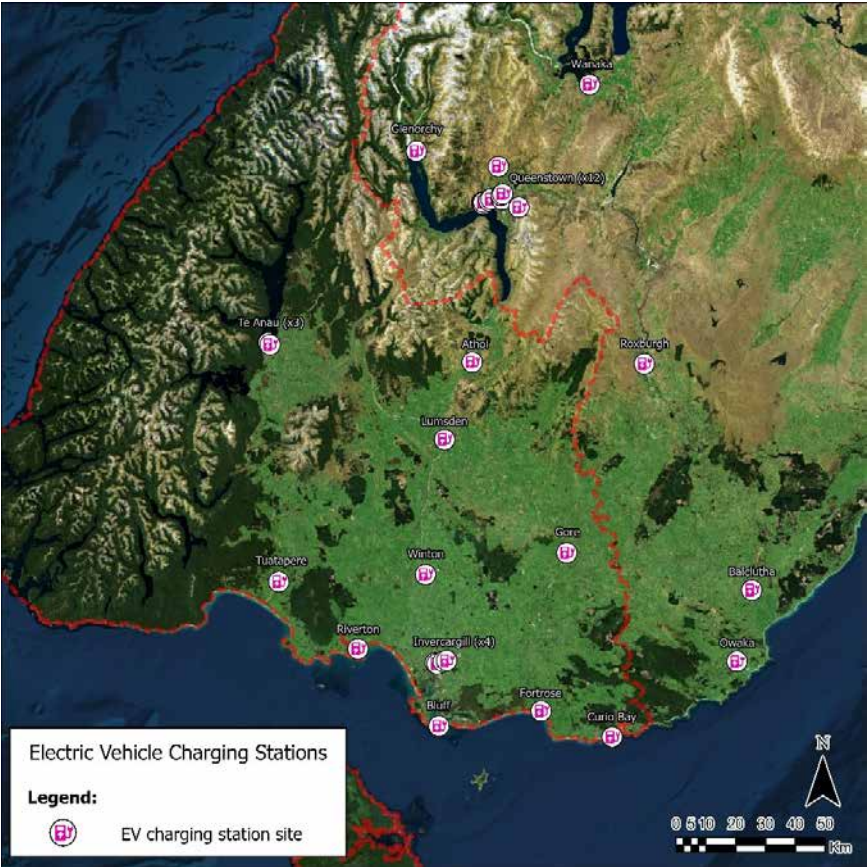 Wanaka
Glenorchy
Queenstown (x12)
Te Anau (x3)
Athol
Roxburgh
Lumsden
Gore
Winton
Tuatapere
Balclutha
Riverton
Invercargill (x4)
Owaka
Fortrose
Bluff
Curio Bay
Electric Vehicle Charging Stations
Legend:
EV charging station site
N
0 5 10 20 30 40 50
Km